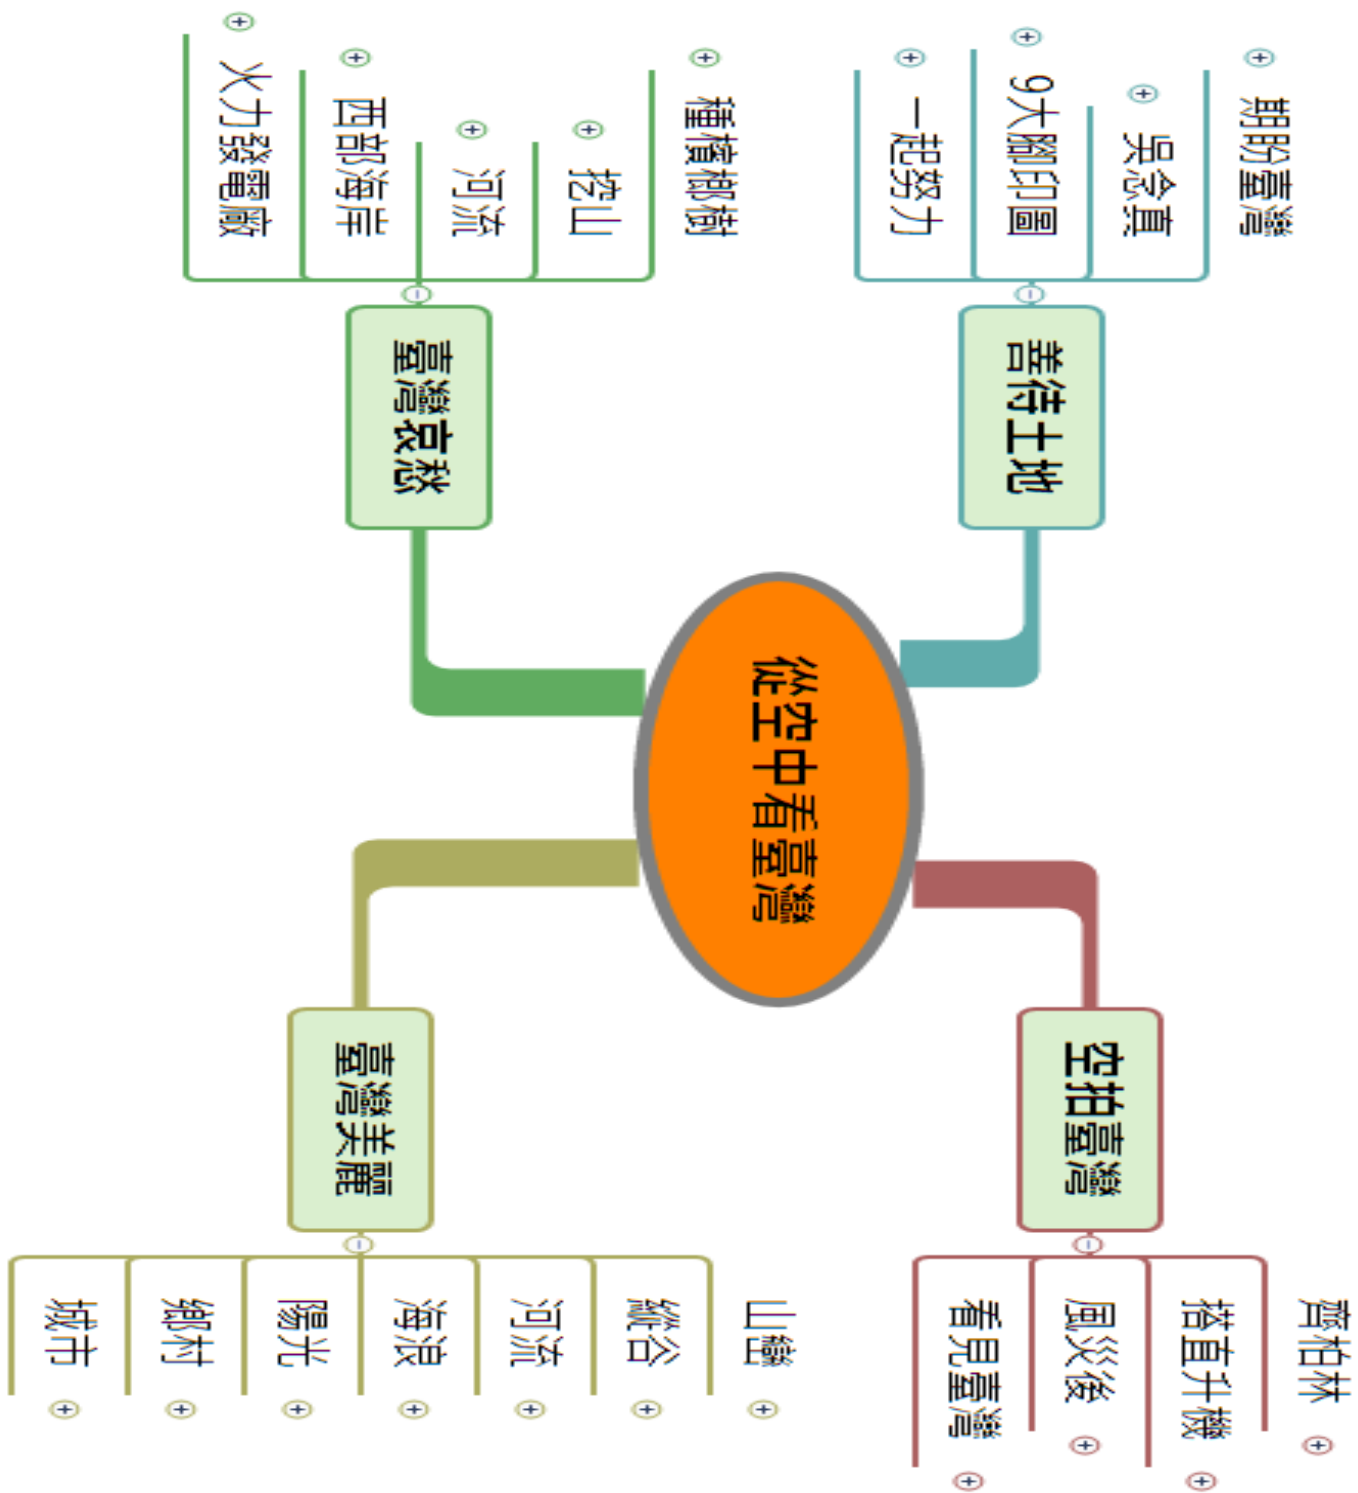 從空中看臺灣
空拍臺灣
齊柏林
搭直升機
風災後
看見臺灣
臺灣美麗
山巒
縱谷
河流
海浪
陽光
鄉村
城市
臺灣哀愁
種檳榔樹
挖山
河流
西部海岸
火力發電廠
善待土地
期盼臺灣
吳念真
9大腳印圖
一起努力